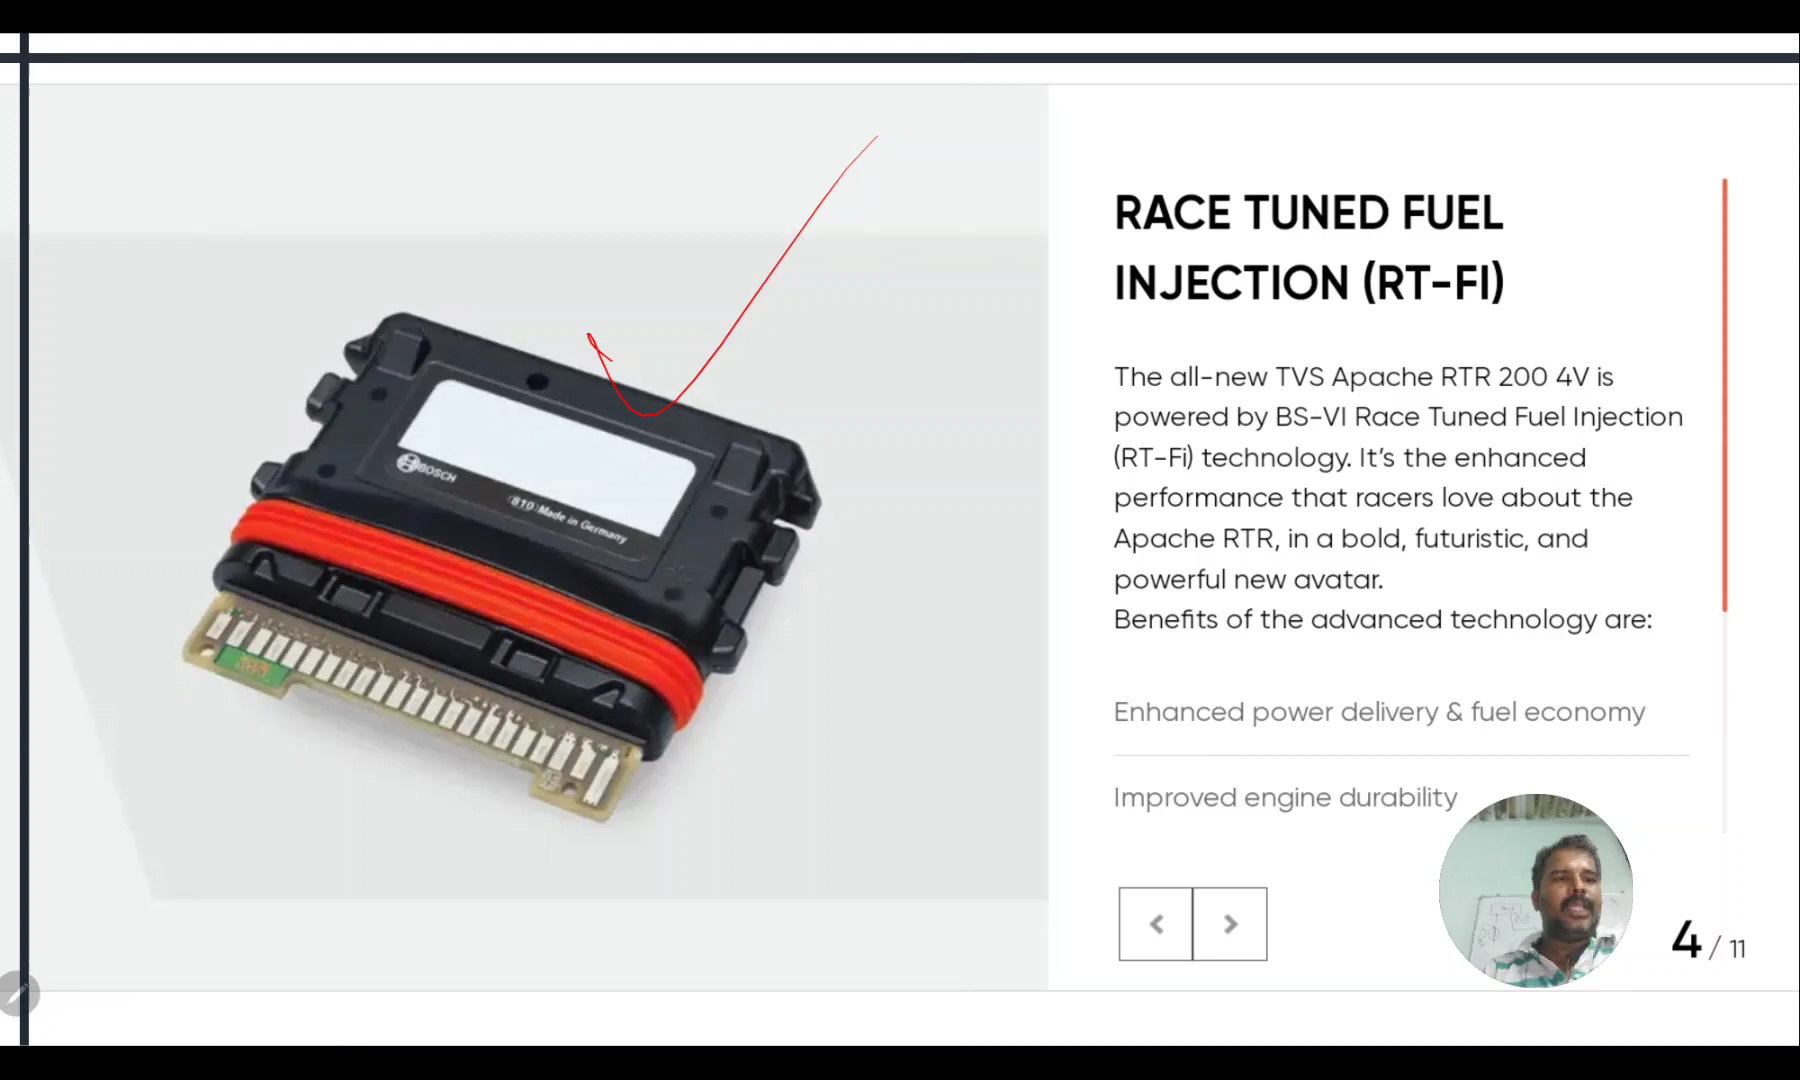 RACE TUNED FUEL
INJECTION (RT-FI)
The all-new TVS Apache RTR 200 4V is
powered by BS-VI Race Tuned Fuel Injection
(RT-Fi) technology. It's the enhanced
performance that racers love about the
Apache RTR, in a bold, futuristic, and
powerful new avatar.
Benefits of the advanced technology are:
Enhanced power delivery & fuel economy
Improved engine durability
4 / 11
BOSCH
(810) Made in Germany